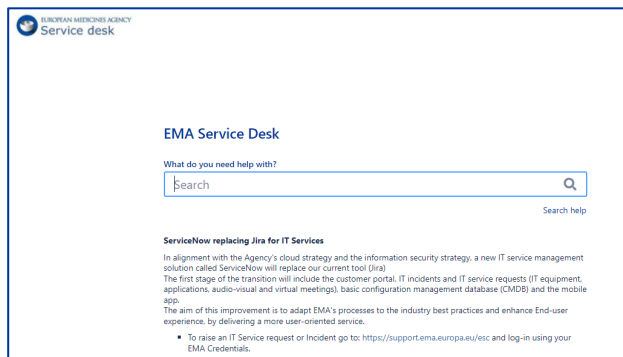 EUROPEAN MEDICINES AGENCY
Service desk
EMA Service Desk
What do you need help with?
Search
Search help
ServiceNow replacing Jira for IT Services
In alignment with the Agency's cloud strategy and the information security strategy, a new IT service management
solution called ServiceNow will replace our current tool (Jira)
The first stage of the transition will include the customer portal, IT incidents and IT service requests (IT equipment,
applications, audio-visual and virtual meetings), basic configuration management database (CMDB) and the mobile
app.
The aim of this improvement is to adapt EMA's processes to the industry best practices and enhance End-user
experience, by delivering a more user-oriented service.
▪ To raise an IT Service request or Incident go to: https://support.ema.europa.eu/esc and log-in using your
EMA Credentials.